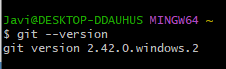 Javi@DESKTOP-DDAUHUS MINGW64 ~
$ git --version
git version 2.42.0.windows.2